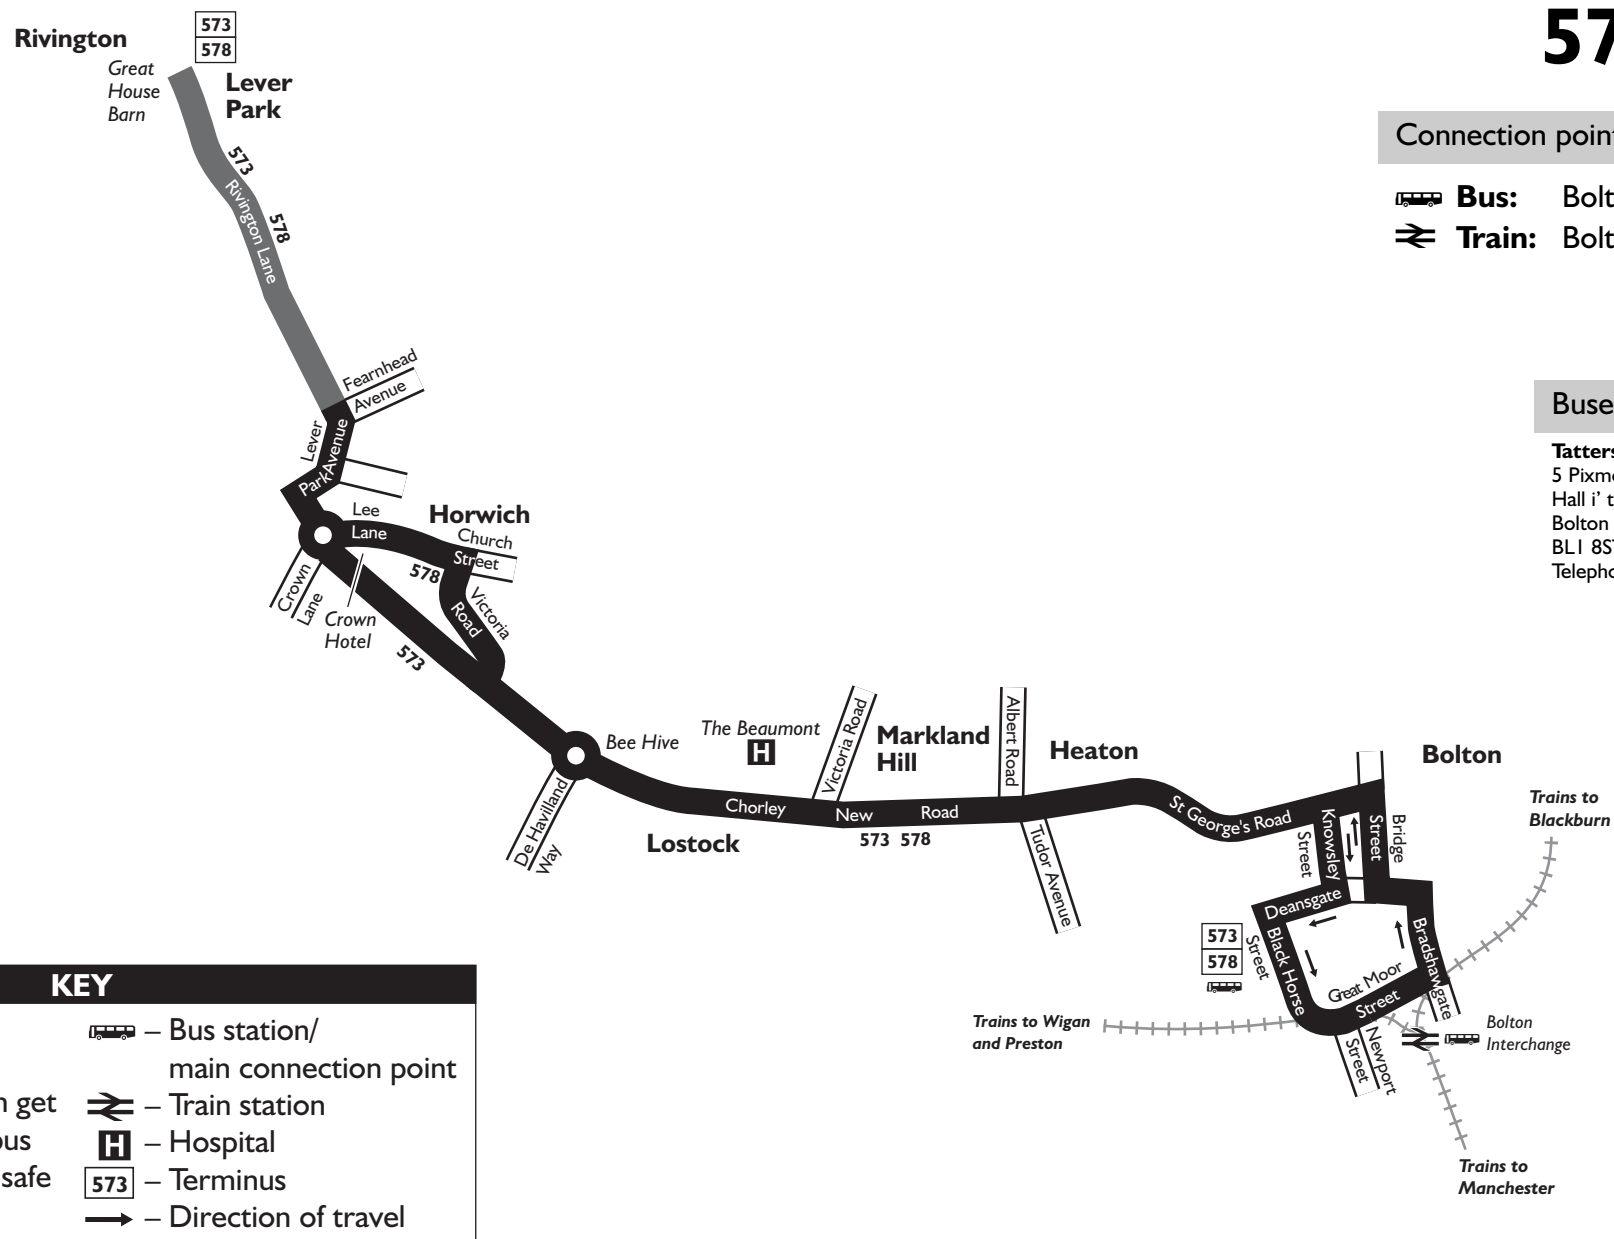 573
578
Rivington
Great
House
Barn
Lever
Park
573
Rivington Lane
578
Fearnhead
Avenue
Lever
Park Avenue
Lee
Lane
Horwich
Church
Street
578
Victoria
Road
Crown
Lane
Crown
Hotel
573
Bee Hive
De Havilland
Way
The Beaumont
H
Victoria Road
Markland
Hill
Albert Road
Heaton
Chorley New Road
Lostock
573 578
Tudor Avenue
St George's Road
Knowsley
Street
Bridge
Street
Bolton
Trains to
Blackburn
Deansgate
573
578
Black Horse
Street
Great Moor
Street
Bradshawgate
Newport
Street
Bolton
Interchange
Trains to Wigan
and Preston
Trains to
Manchester
57
Connection point
Bus: Bolt
Train: Bolt
Buse
Tatters
5 Pixmo
Hall i' t
Bolton
BL1 8ST
Telepho
KEY
– Bus station/
main connection point
– Train station
H – Hospital
573 – Terminus
– Direction of travel
n get
ous
safe